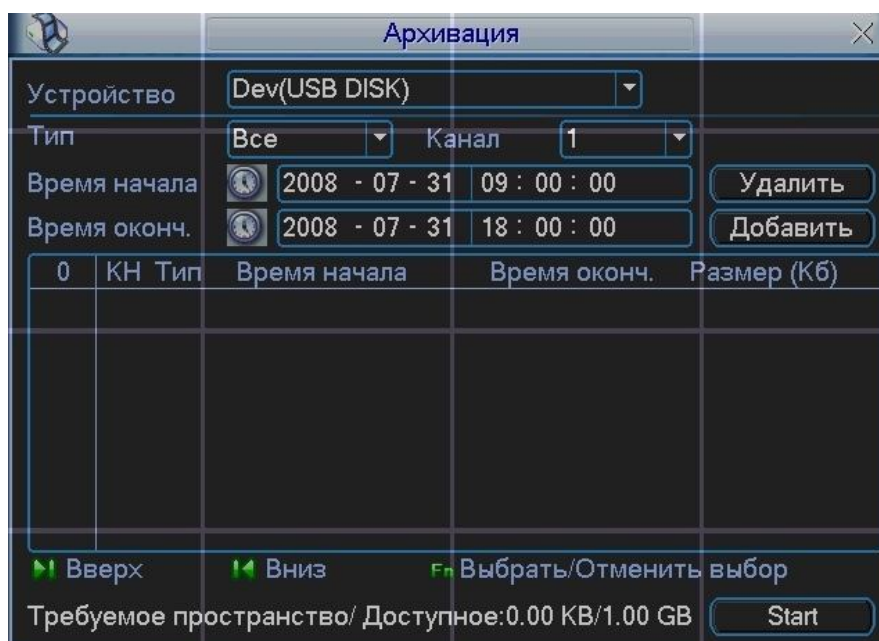 Архивация
Устройство Dev(USB DISK)
Тип Все Канал 1
Время начала 2008 - 07 - 31 09 : 00 : 00 Удалить
Время оконч. 2008 - 07 - 31 18 : 00 : 00 Добавить
0 КН Тип Время начала Время оконч. Размер (Кб)
Вверх Вниз Fn Выбрать/Отменить выбор
Требуемое пространство/ Доступное:0.00 KB/1.00 GB Start